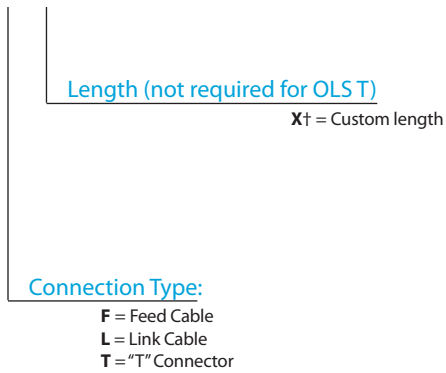 Length (not required for OLS T)
X† = Custom length
Connection Type:
F = Feed Cable
L = Link Cable
T = “T” Connector